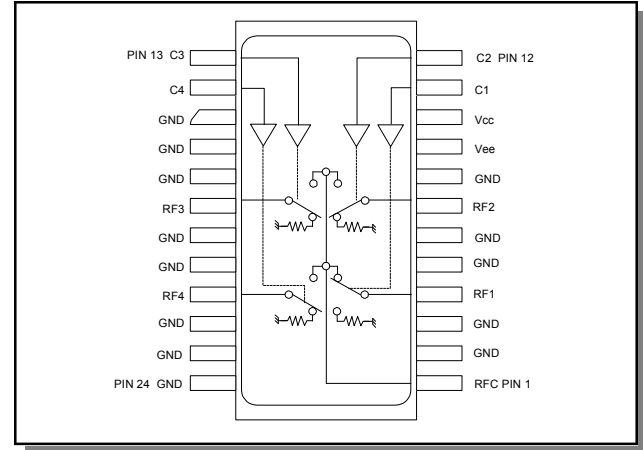 PIN 13 C3
C2 PIN 12
C4
C1
GND
Vcc
GND
Vee
GND
GND
RF3
RF2
GND
GND
GND
GND
RF4
RF1
GND
GND
GND
GND
PIN 24 GND
RFC PIN 1